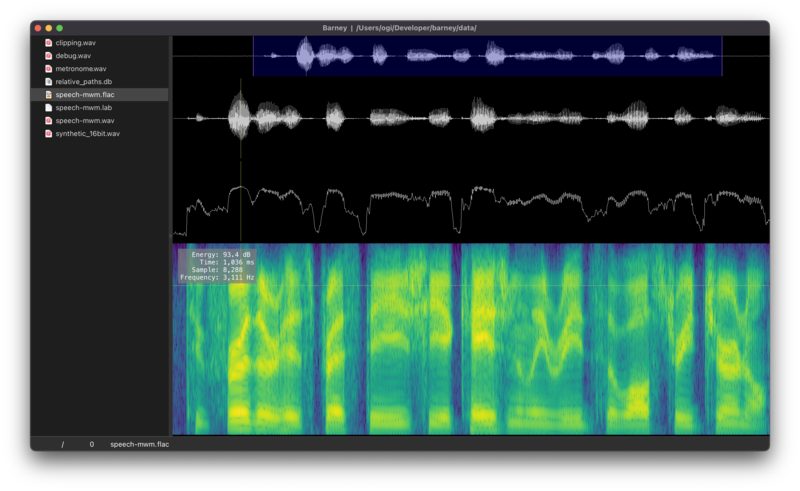 Barney | /Users/ogi/Developer/barney/data/
clipping.wav
debug.wav
metronome.wav
relative_paths.db
speech-mwm.flac
speech-mwm.lab
speech-mwm.wav
synthetic_16bit.wav
Energy: 93.4 dB
Time: 1,036 ms
Sample: 8,288
Frequency: 3,111 Hz
/ 0 speech-mwm.flac